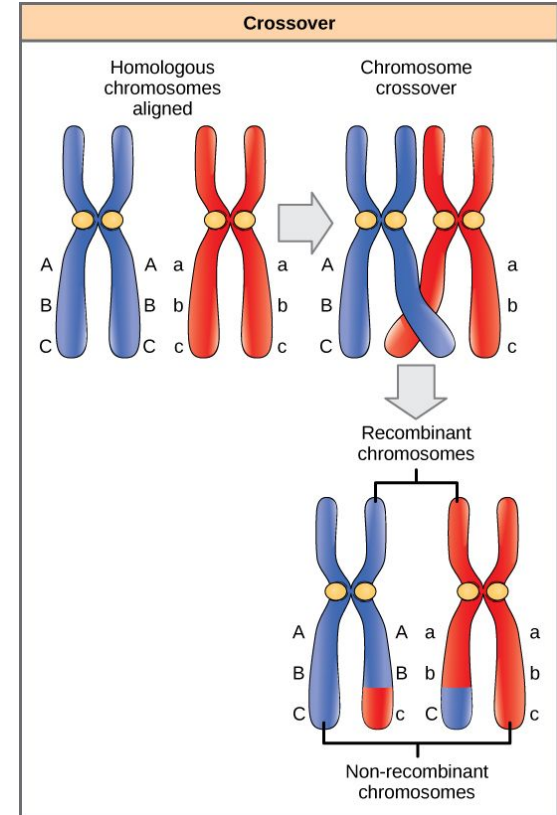 Crossover
Homologous
chromosomes
aligned
Chromosome
crossover
A A a a
B B b b
C C c c
A a
B b
C c
Recombinant
chromosomes
A A a a
B B b b
C c C c
Non-recombinant
chromosomes